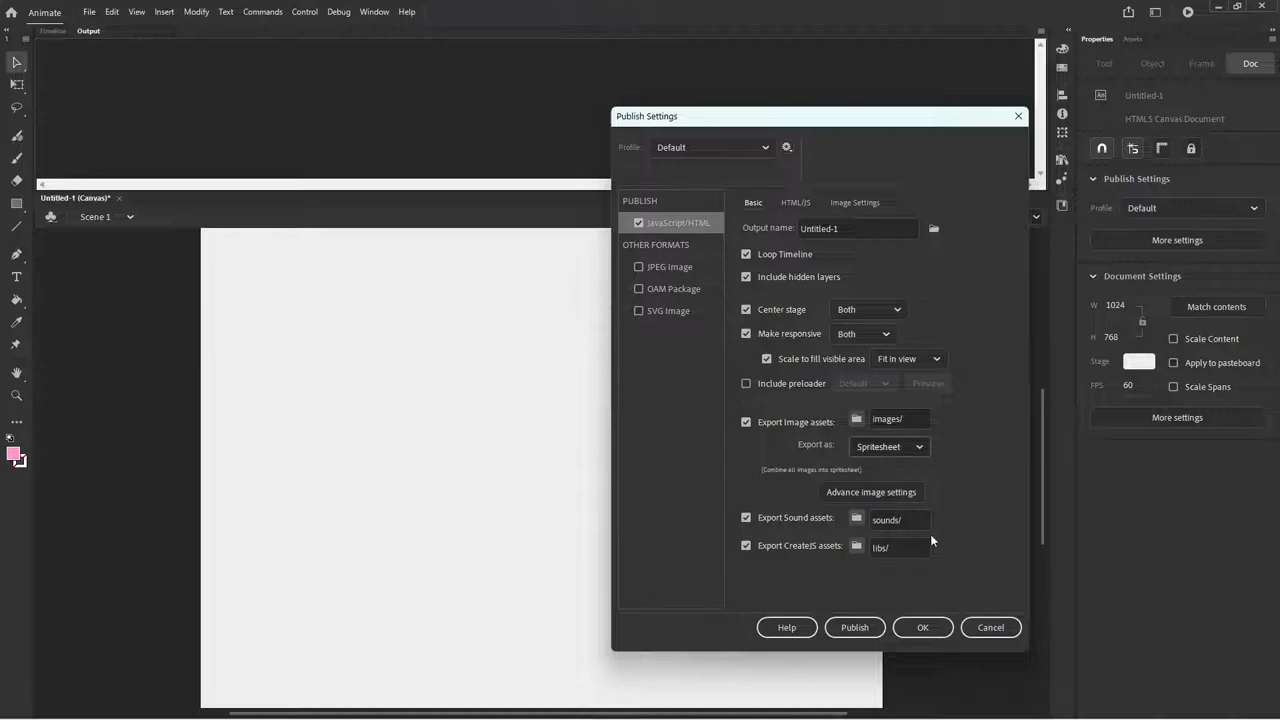 Animate File Edit View Insert Modify Text Commands Control Debug Window Help
Timeline Output
Untitled-1 (Canvas)*
Scene 1
Publish Settings
Profile: Default
PUBLISH
JavaScript/HTML
OTHER FORMATS
JPEG Image
OAM Package
SVG Image
Basic HTML/JS Image Settings
Output name: Untitled-1
Loop Timeline
Include hidden layers
Center stage Both
Make responsive Both
Scale to fill visible area Fit in view
Include preloader Default Preview
Export Image assets: images/
Export as: Spritesheet
(Combine all images into spritesheet)
Advance image settings
Export Sound assets: sounds/
Export CreateJS assets: libs/
Help Publish OK Cancel
Properties Assets
Tool Object Frame Doc
An Untitled-1
HTML5 Canvas Document
Publish Settings
Profile Default
More settings
Document Settings
W 1024 Match contents
H 768 Scale Content
Stage Apply to pasteboard
FPS 60 Scale Spans
More settings